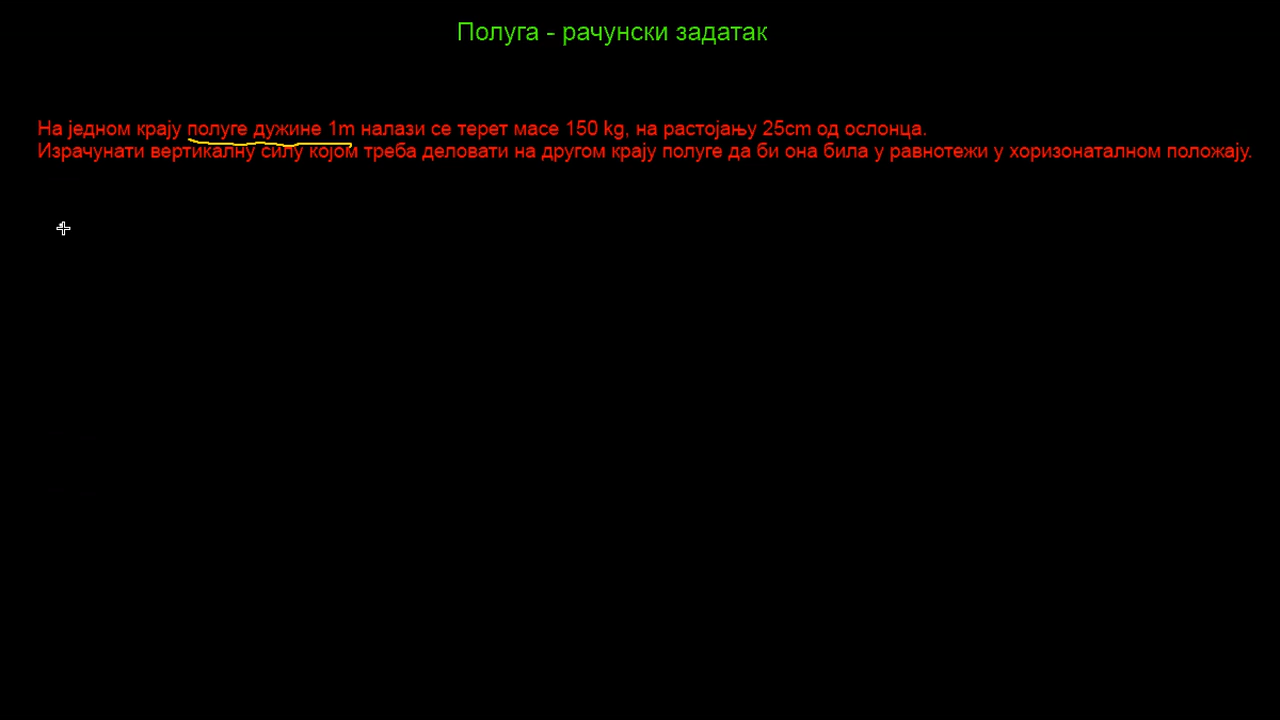 Полуга - рачунски задатак
На једном крају полуге дужине 1m налази се терет масе 150 kg, на растојању 25cm од ослонца.
Израчунати вертикалну силу којом треба деловати на другом крају полуге да би она била у равнотежи у хоризонаталном положају.